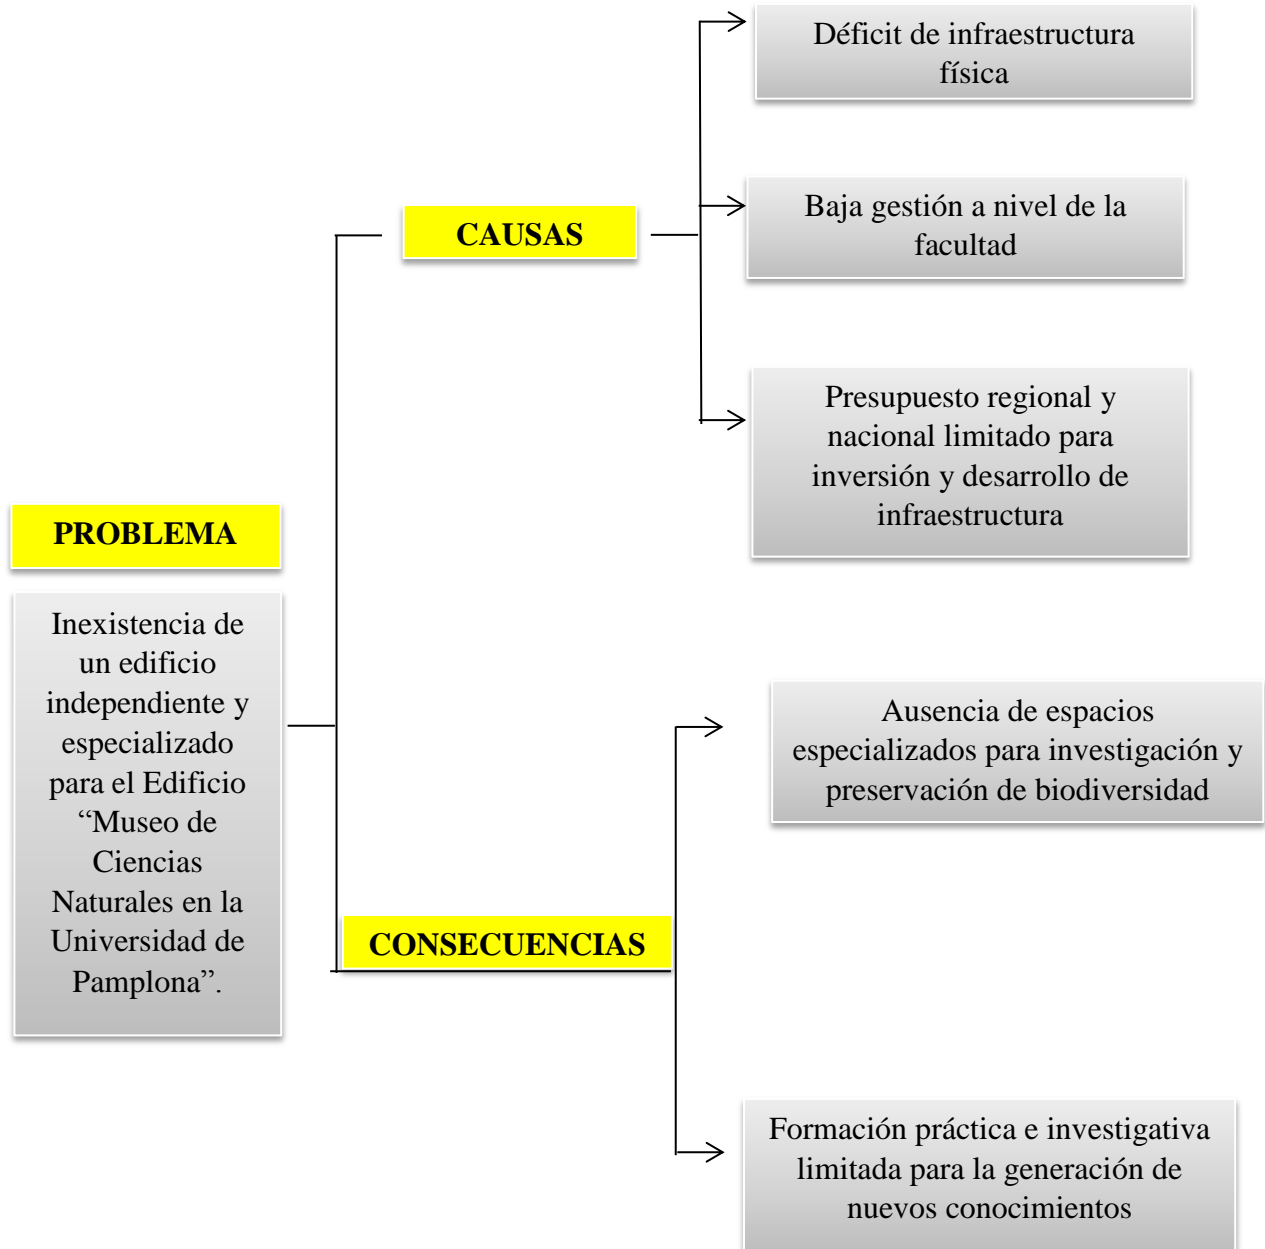 Déficit de infraestructura
física
Baja gestión a nivel de la
facultad
CAUSAS
Presupuesto regional y
nacional limitado para
inversión y desarrollo de
infraestructura
PROBLEMA
Inexistencia de
un edificio
independiente y
especializado
para el Edificio
“Museo de
Ciencias
Naturales en la
Universidad de
Pamplona”.
Ausencia de espacios
especializados para investigación y
preservación de biodiversidad
CONSECUENCIAS
Formación práctica e investigativa
limitada para la generación de
nuevos conocimientos